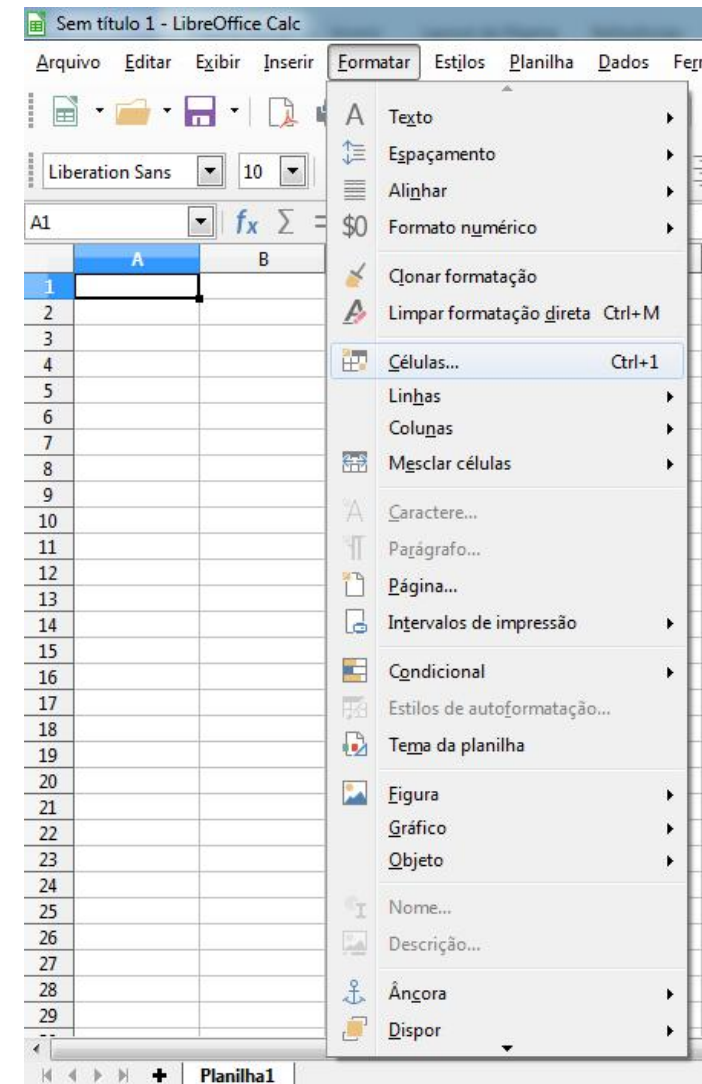 Sem título 1 - LibreOffice Calc
Arquivo Editar Exibir Inserir Formatar Estilos Planilha Dados
Liberation Sans 10
A1
A B
1
2
3
4
5
6
7
8
9
10
11
12
13
14
15
16
17
18
19
20
21
22
23
24
25
26
27
28
29
Texto
Espaçamento
Alinhar
Formato numérico
Clonar formatação
Limpar formatação direta Ctrl+M
Células... Ctrl+1
Linhas
Colunas
Mesclar células
Caractere...
Parágrafo...
Página...
Intervalos de impressão
Condicional
Estilos de autoformatação...
Tema da planilha
Figura
Gráfico
Objeto
Nome...
Descrição...
Âncora
Dispor
Planilha1